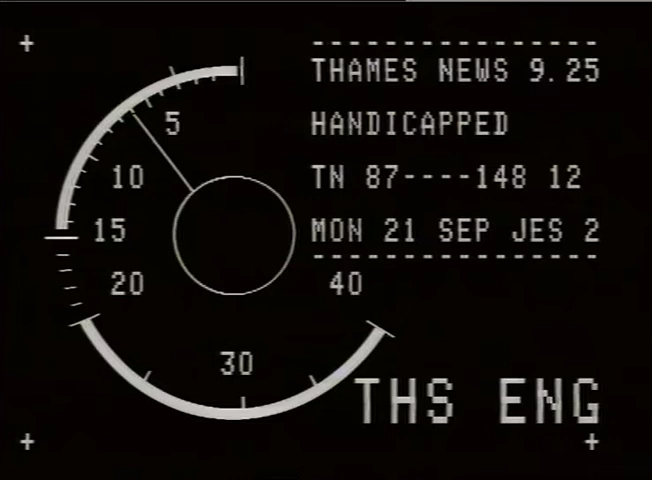 THAMES NEWS 9.25
HANDICAPPED
TN 87----148 12
MON 21 SEP JES 2
5
10
15
20
30
40
THS ENG